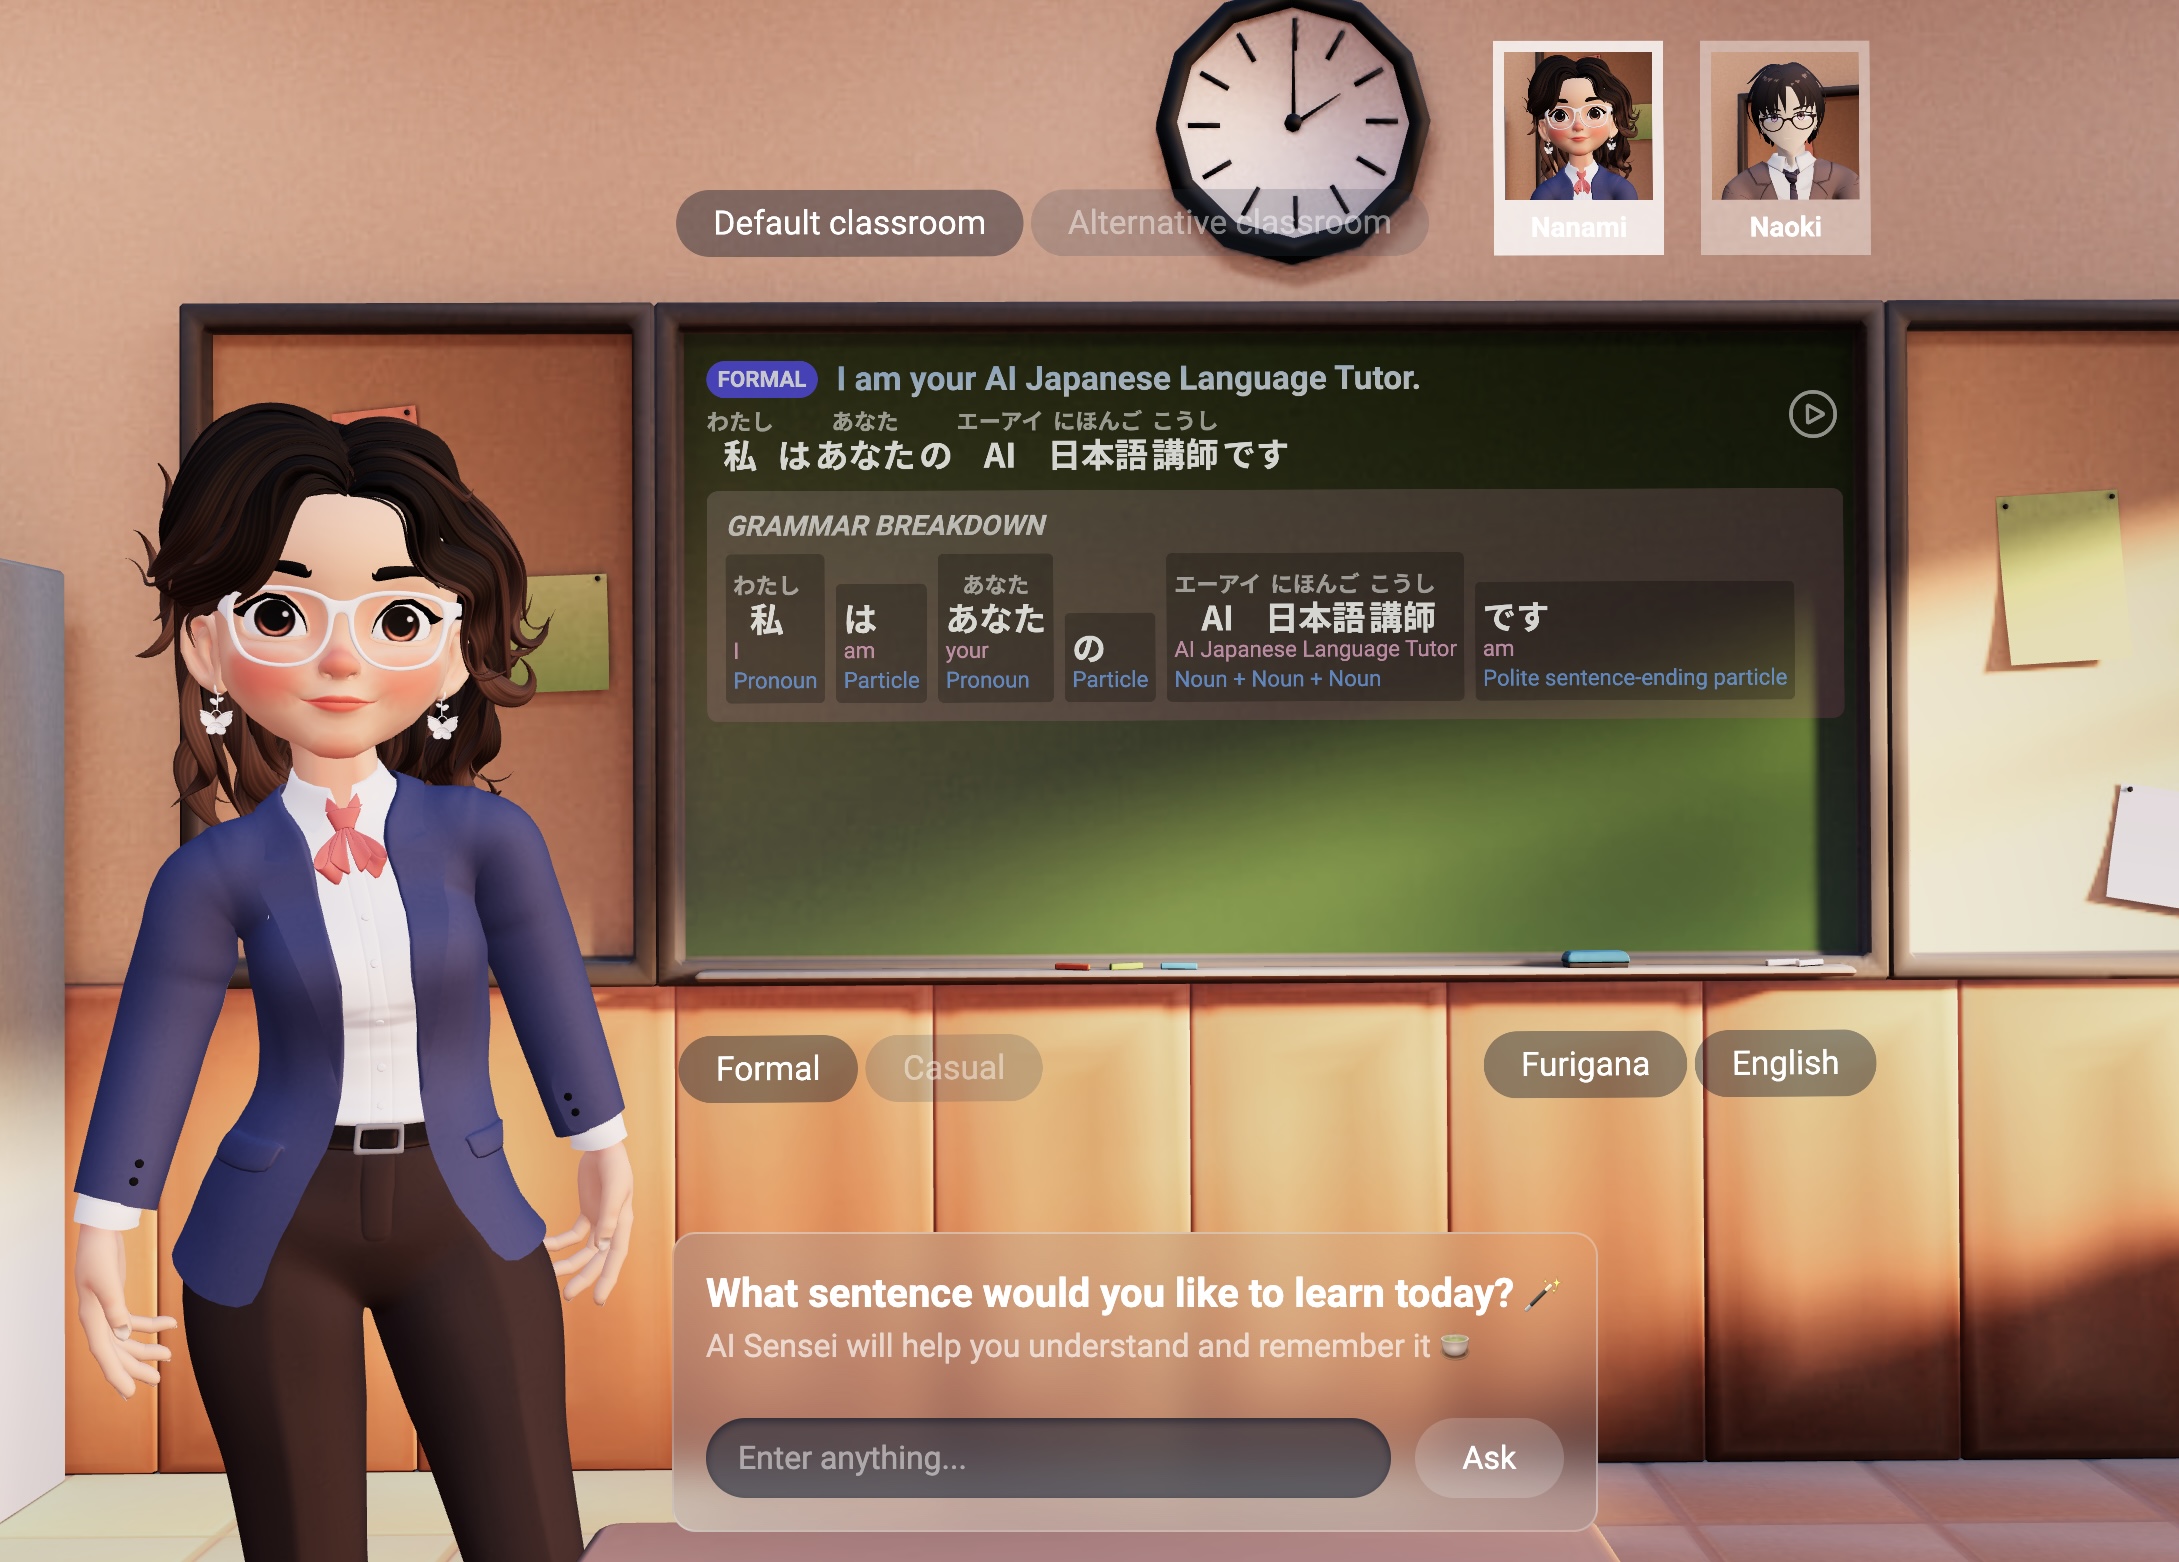 Default classroom
Alternative classroom
Nanami
Naoki
FORMAL I am your AI Japanese Language Tutor.
わたし あなた エーアイ にほんご こうし
私 はあなたの AI 日本語講師です
GRAMMAR BREAKDOWN
わたし
私
I
Pronoun
は
am
Particle
あなた
あなた
your
Pronoun
の
Particle
エーアイ にほんご こうし
AI 日本語講師
AI Japanese Language Tutor
Noun + Noun + Noun
です
am
Polite sentence-ending particle
Formal
Casual
Furigana
English
What sentence would you like to learn today? 🪄
AI Sensei will help you understand and remember it 🍵
Enter anything...
Ask